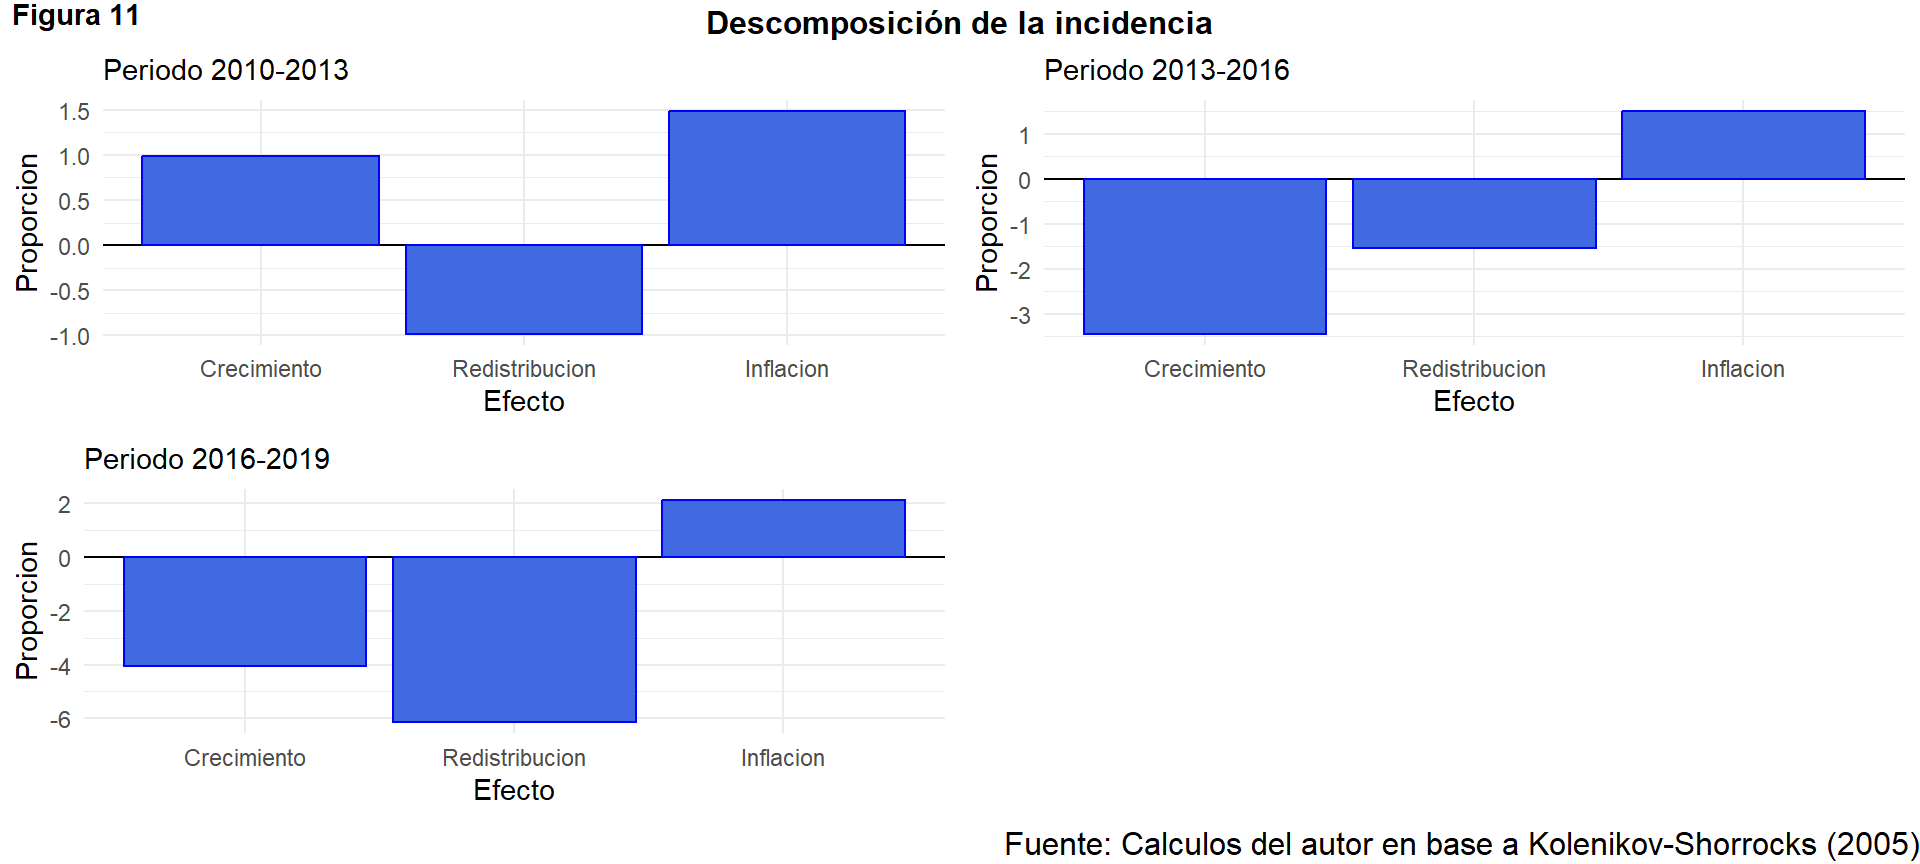 Figura 11
Descomposición de la incidencia
Periodo 2010-2013
Proporcion
1.5
1.0
0.5
0.0
-0.5
-1.0
Crecimiento Redistribucion Inflacion
Efecto
Periodo 2013-2016
Proporcion
1
0
-1
-2
-3
Crecimiento Redistribucion Inflacion
Efecto
Periodo 2016-2019
Proporcion
2
0
-2
-4
-6
Crecimiento Redistribucion Inflacion
Efecto
Fuente: Calculos del autor en base a Kolenikov-Shorrocks (2005)